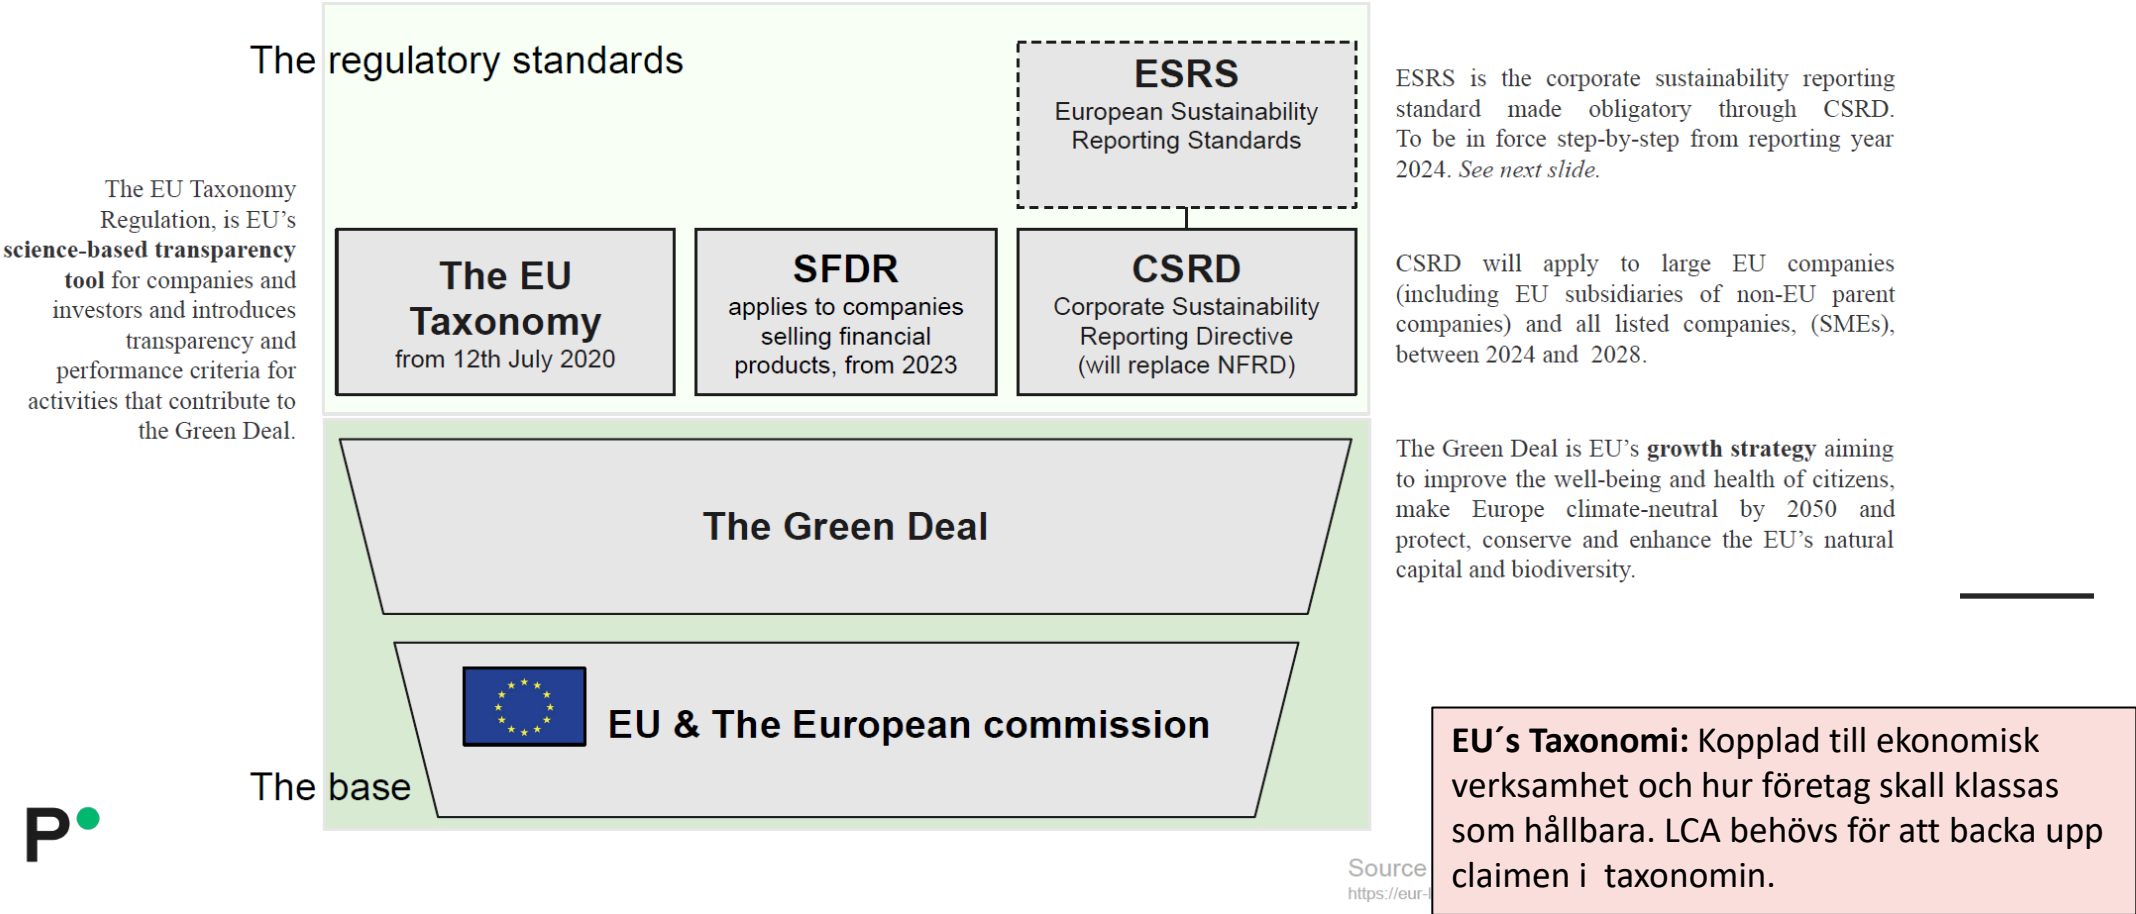 The regulatory standards
ESRS
European Sustainability
Reporting Standards
ESRS is the corporate sustainability reporting
standard made obligatory through CSRD.
To be in force step-by-step from reporting year
2024. See next slide.
The EU Taxonomy
Regulation, is EU’s
science-based transparency
tool for companies and
investors and introduces
transparency and
performance criteria for
activities that contribute to
the Green Deal.
The EU
Taxonomy
from 12th July 2020
SFDR
applies to companies
selling financial
products, from 2023
CSRD
Corporate Sustainability
Reporting Directive
(will replace NFRD)
CSRD will apply to large EU companies
(including EU subsidiaries of non-EU parent
companies) and all listed companies, (SMEs),
between 2024 and 2028.
The Green Deal
The Green Deal is EU’s growth strategy aiming
to improve the well-being and health of citizens,
make Europe climate-neutral by 2050 and
protect, conserve and enhance the EU’s natural
capital and biodiversity.
EU & The European commission
The base
P
EU´s Taxonomi: Kopplad till ekonomisk
verksamhet och hur företag skall klassas
som hållbara. LCA behövs för att backa upp
claimen i taxonomin.
Source
https://eur-